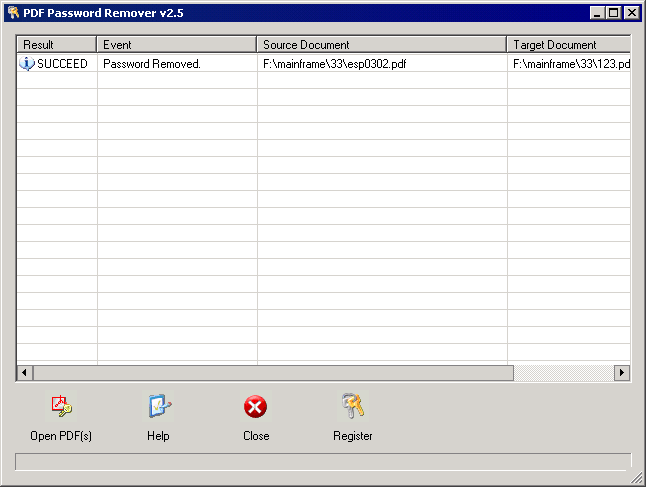 PDF Password Remover v2.5
Result Event Source Document Target Document
SUCCEED Password Removed. F:\mainframe\33\esp0302.pdf F:\mainframe\33\123.pd
Open PDF(s) Help Close Register